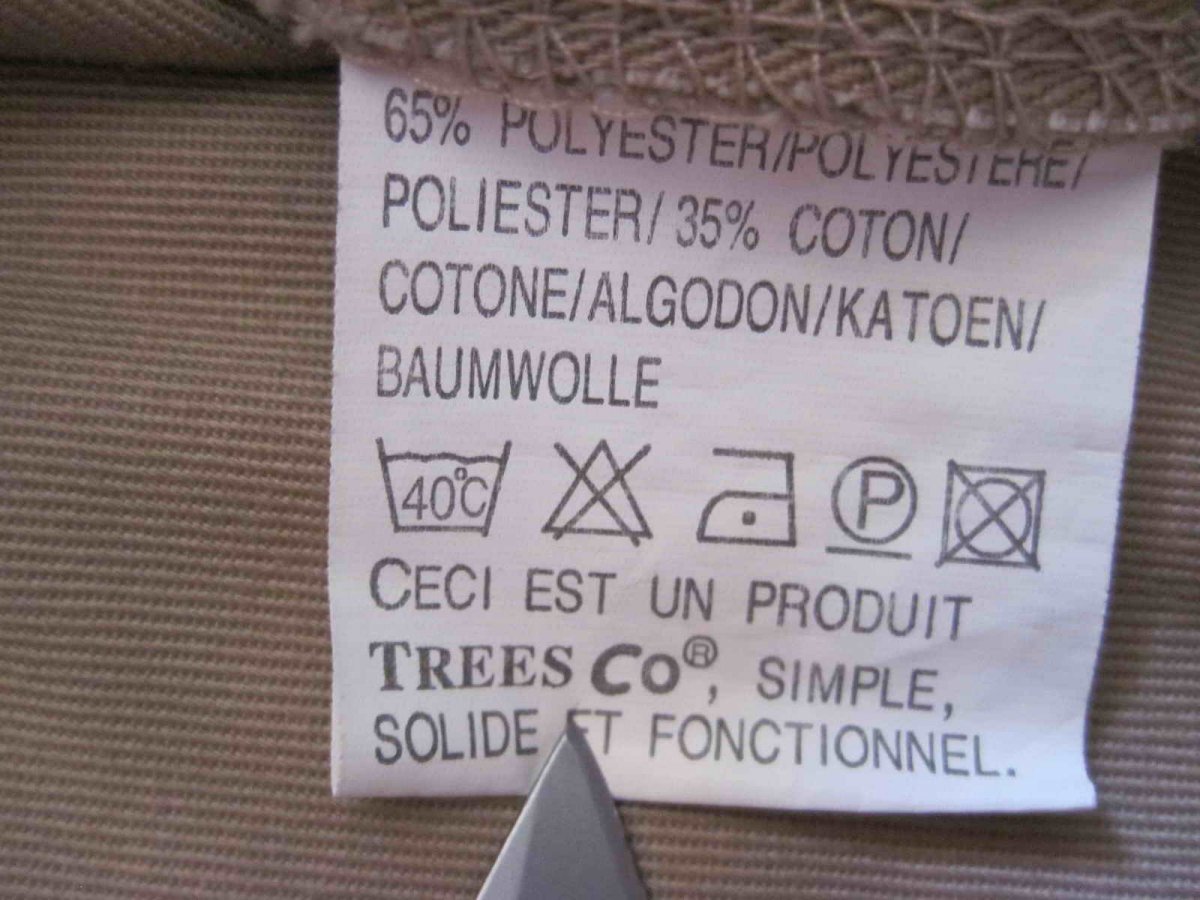 65% POLYESTER/POLYESTERE/
POLIESTER/ 35% COTON/
COTONE/ALGODON/KATOEN/
BAUMWOLLE
40°C P
CECI EST UN PRODUIT
TREES Co®, SIMPLE,
SOLIDE ET FONCTIONNEL.